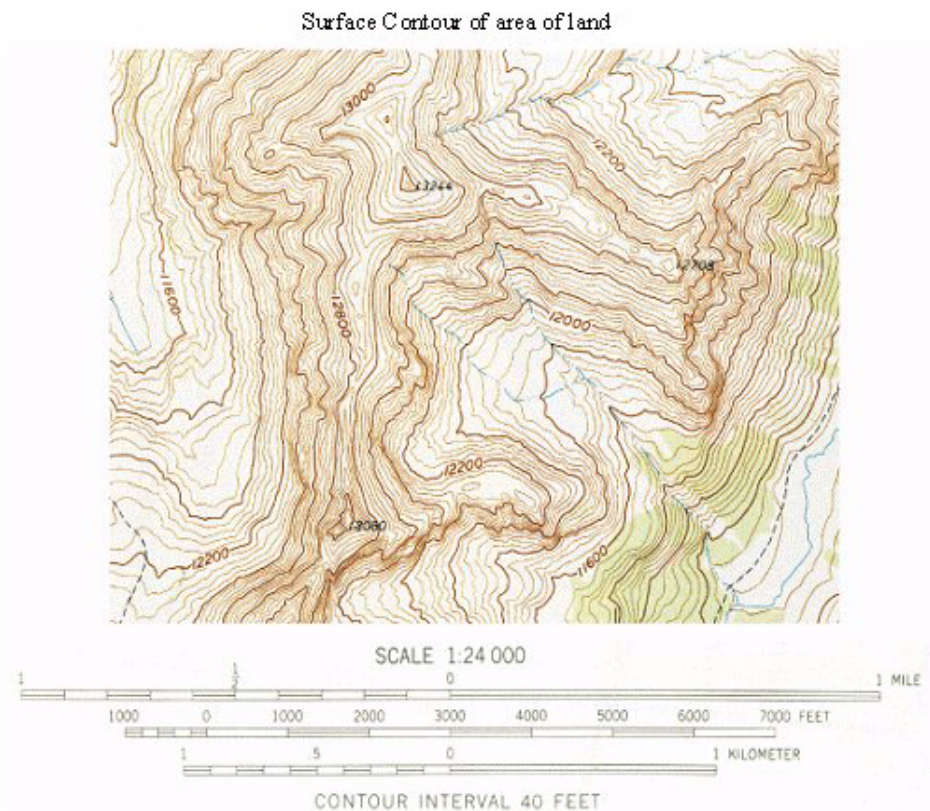 Surface Contour of area of land
13000
12200
13266
12708
11600
12800
12000
12200
13080
12200
11600
SCALE 1:24 000
1 1/2 0 1 MILE
1000 0 1000 2000 3000 4000 5000 6000 7000 FEET
1 .5 0 1 KILOMETER
CONTOUR INTERVAL 40 FEET